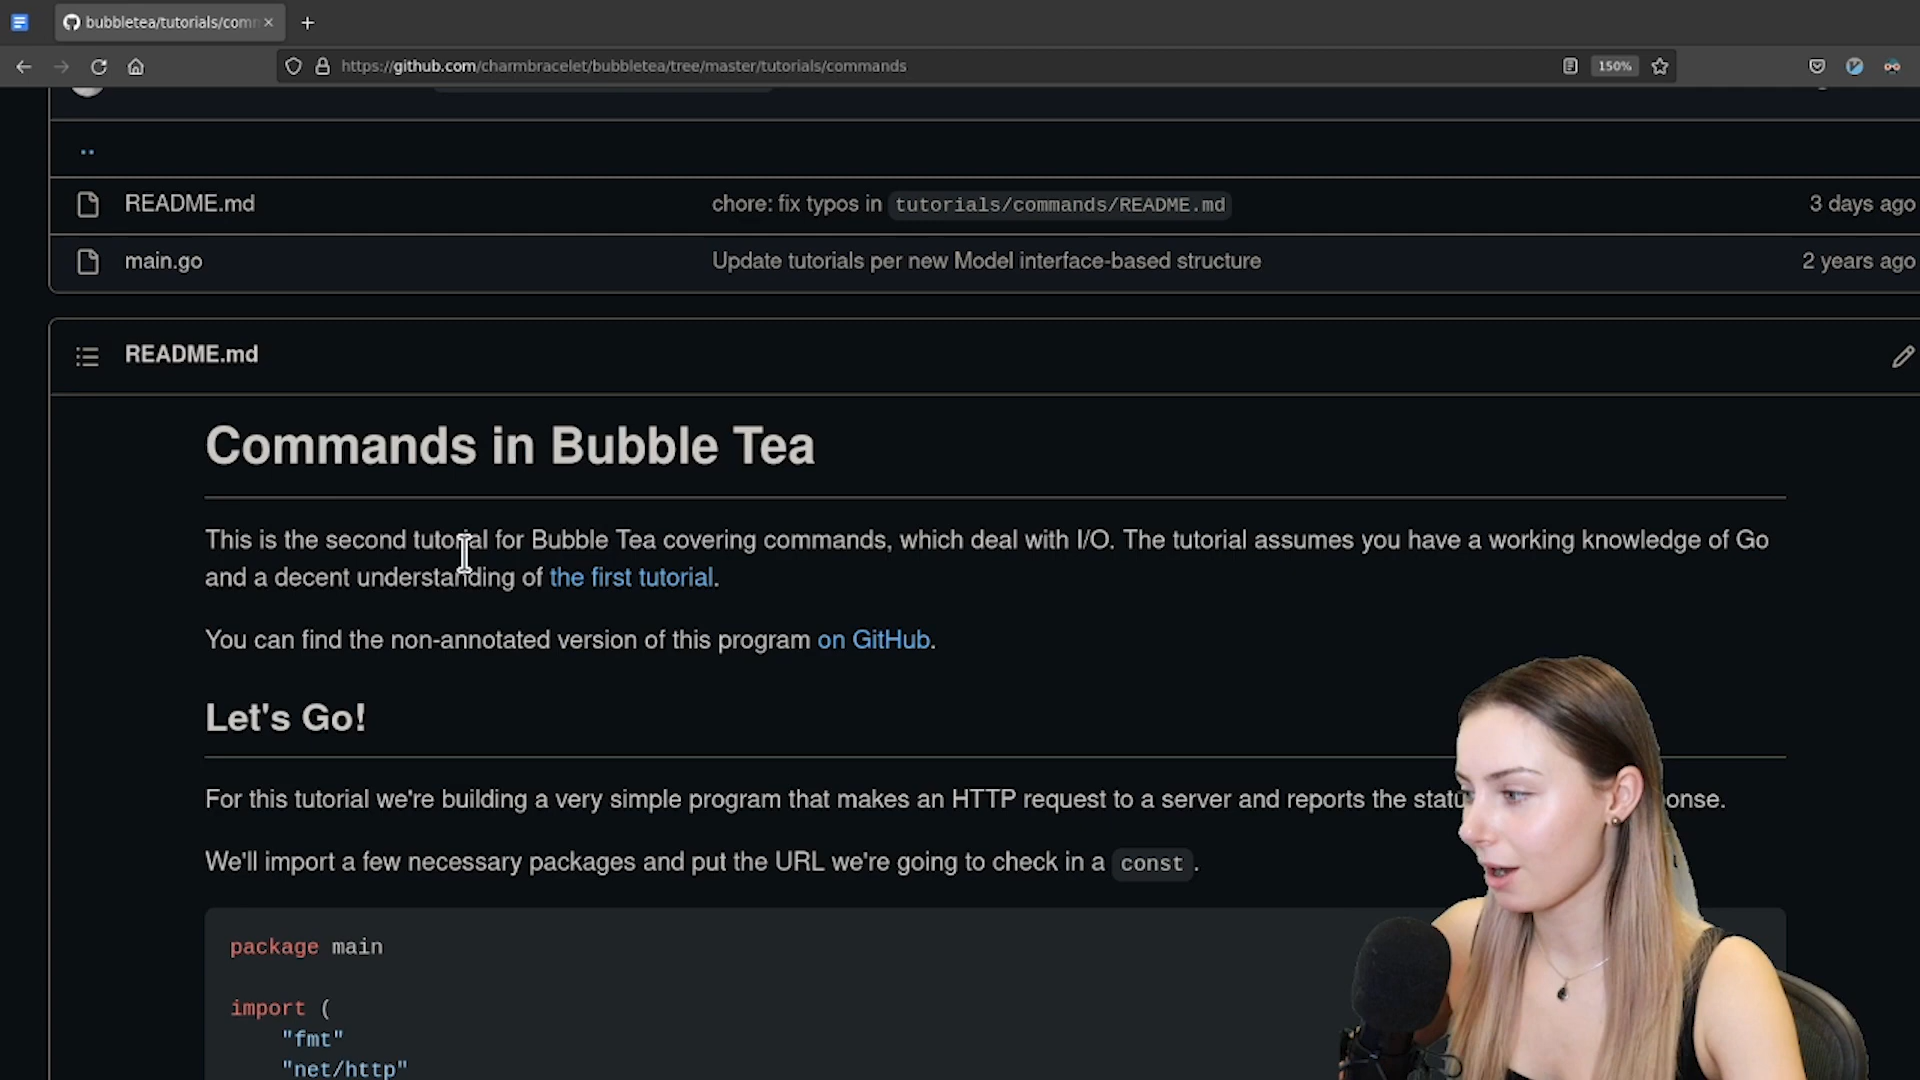 bubbletea/tutorials/com
https://github.com/charmbracelet/bubbletea/tree/master/tutorials/commands
150%
..
README.md chore: fix typos in tutorials/commands/README.md 3 days ago
main.go Update tutorials per new Model interface-based structure 2 years ago
README.md
Commands in Bubble Tea
This is the second tutorial for Bubble Tea covering commands, which deal with I/O. The tutorial assumes you have a working knowledge of Go
and a decent understanding of the first tutorial.
You can find the non-annotated version of this program on GitHub.
Let's Go!
For this tutorial we're building a very simple program that makes an HTTP request to a server and reports the statu onse.
We'll import a few necessary packages and put the URL we're going to check in a const.
package main
import (
"fmt"
"net/http"